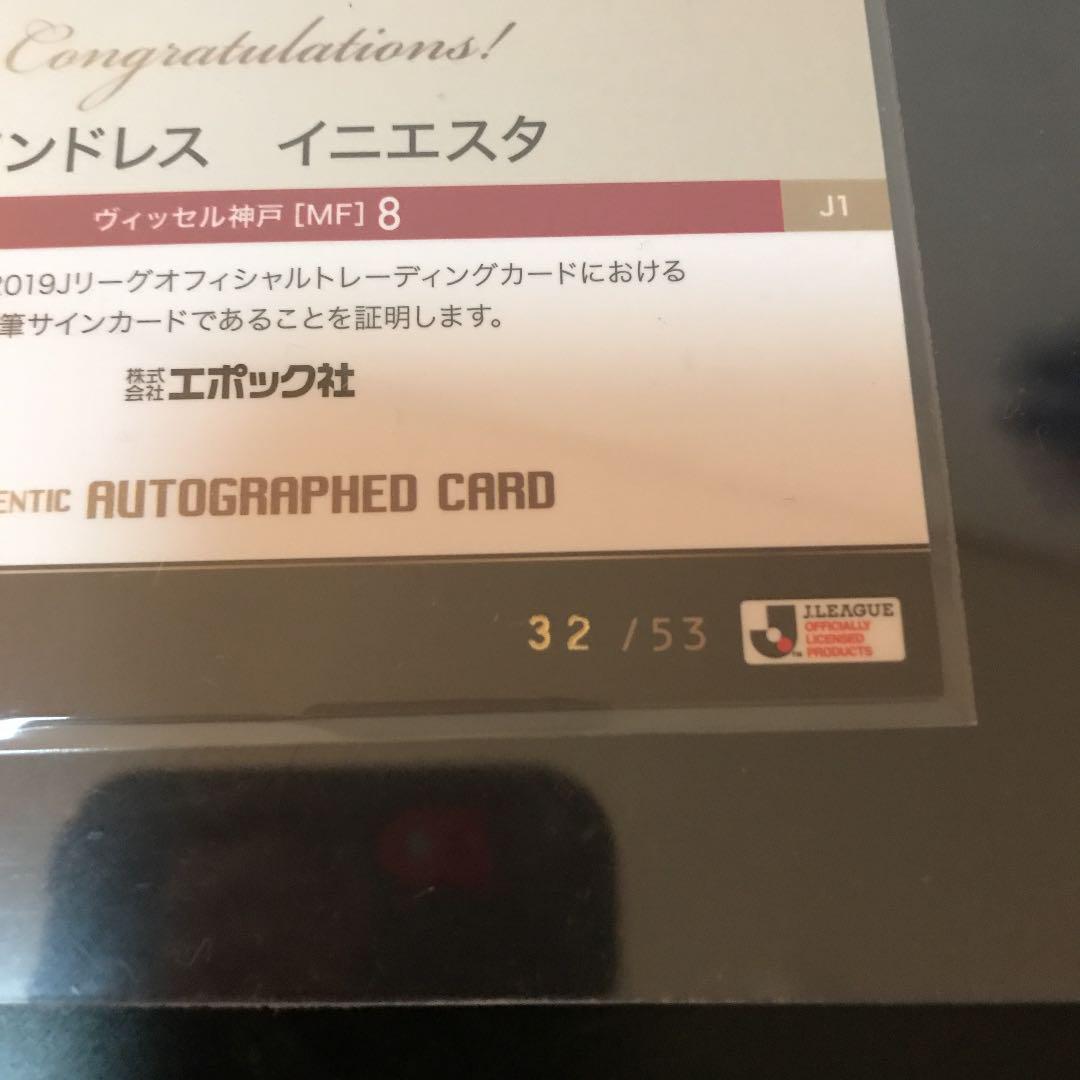 Congratulations!
ンドレス イニエスタ
ヴィッセル神戸 [MF] 8
J1
2019Jリーグオフィシャルトレーディングカードにおける
筆サインカードであることを証明します。
株式会社エポック社
ENTIC AUTOGRAPHED CARD
32 /53
J.LEAGUE
OFFICIALLY
LICENSED
PRODUCTS
TM